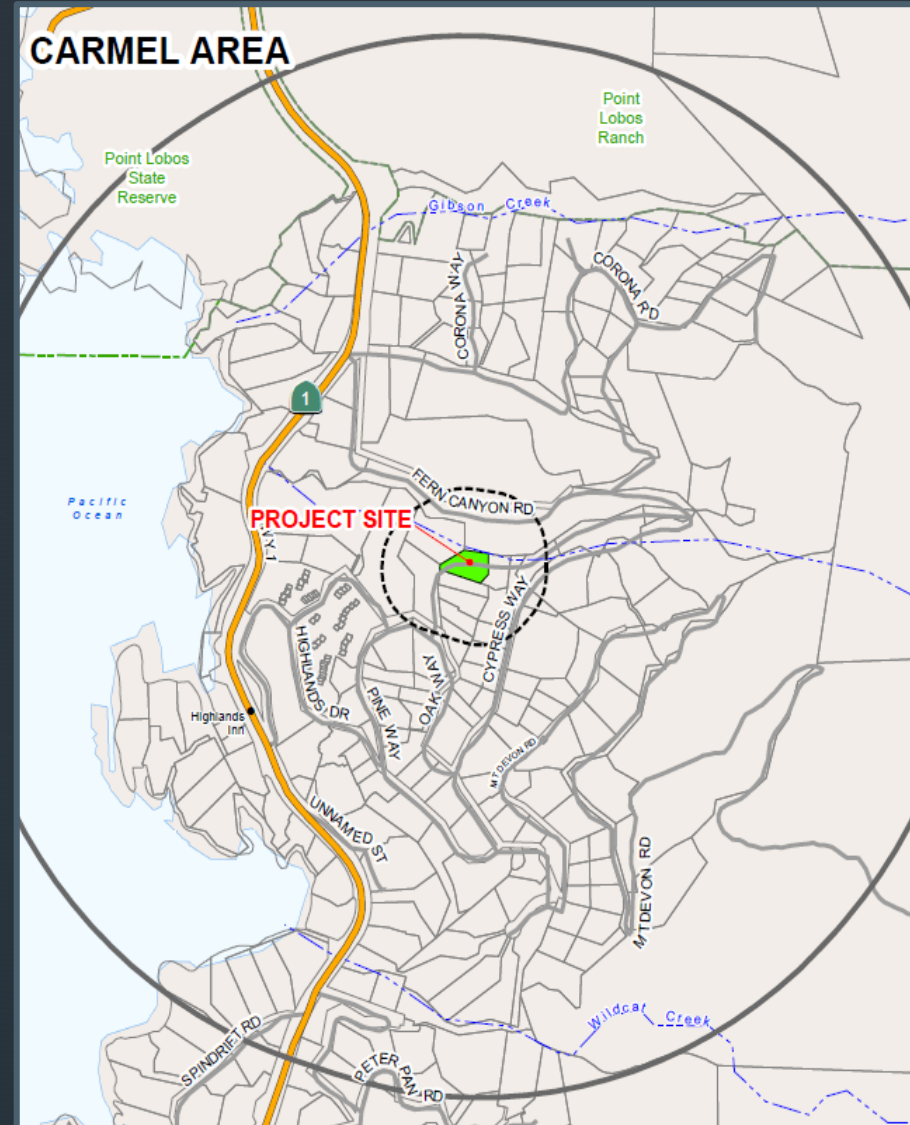 CARMEL AREA
Point
Lobos
Ranch
Point Lobos
State
Reserve
Gibson Creek
CORONA WAY
CORONA RD
1
FERN CANYON RD
Pacific
Ocean
PROJECT SITE
HIGHLANDS DR
PINE WAY
OAK WAY
CYPRESS WAY
Highlands
Inn
MT DEVON RD
UNNAMED ST
MT DEVON RD
Wildcat Creek
SPINDRIFT RD
PETER PAN RD